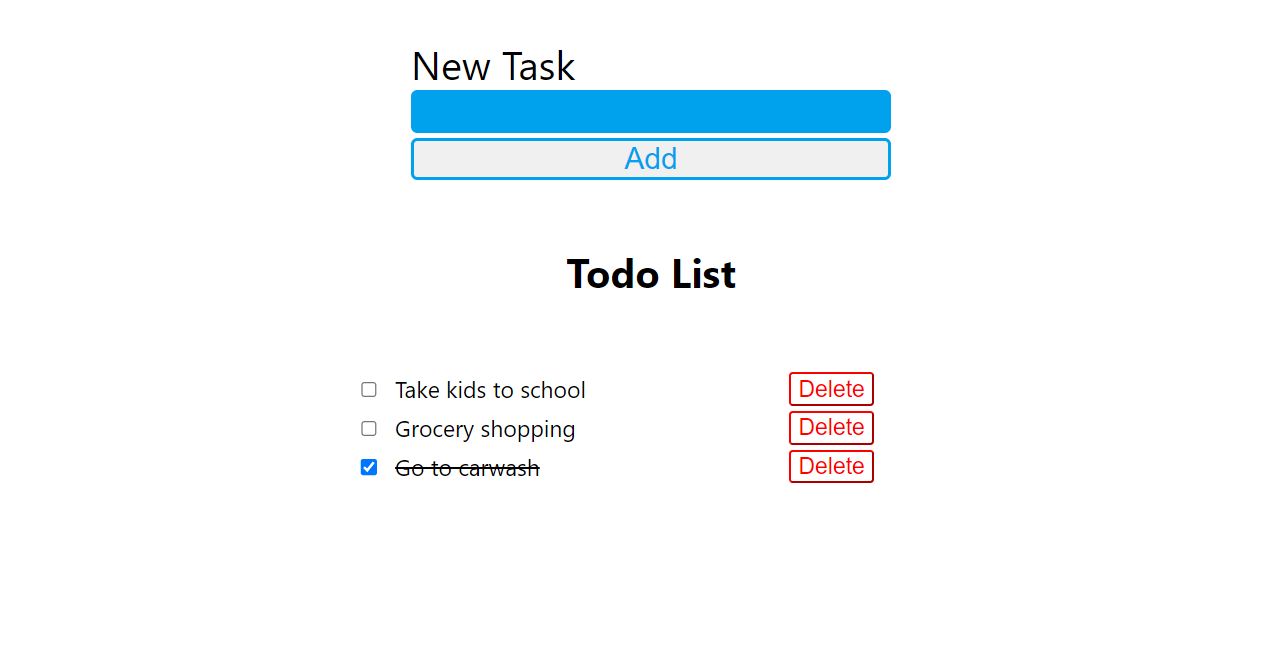 New Task
Add
Todo List
Take kids to school Delete
Grocery shopping Delete
Go to carwash Delete